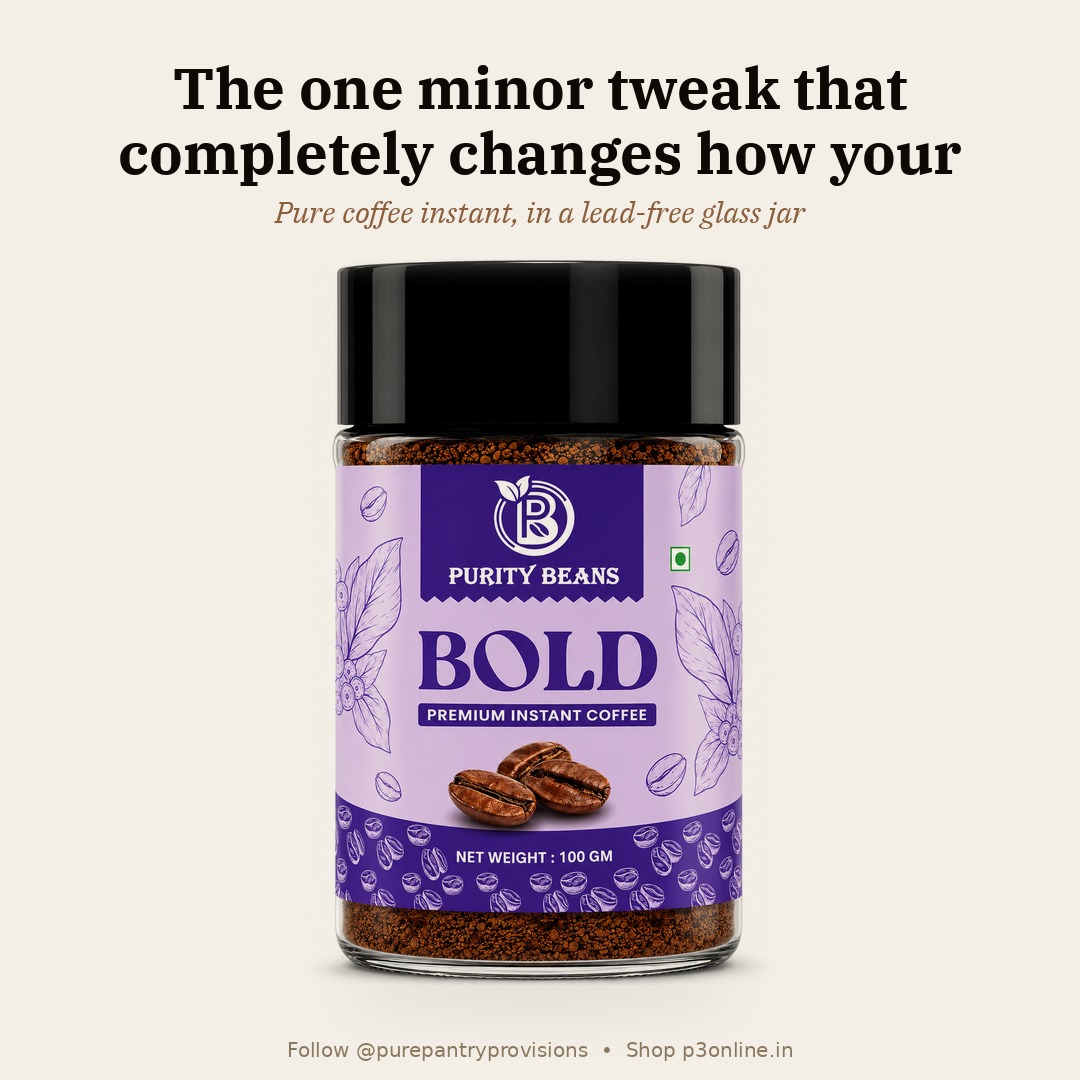 The one minor tweak that
completely changes how your
Pure coffee instant, in a lead-free glass jar
PURITY BEANS
BOLD
PREMIUM INSTANT COFFEE
NET WEIGHT : 100 GM
Follow @purepantryprovisions • Shop p3online.in